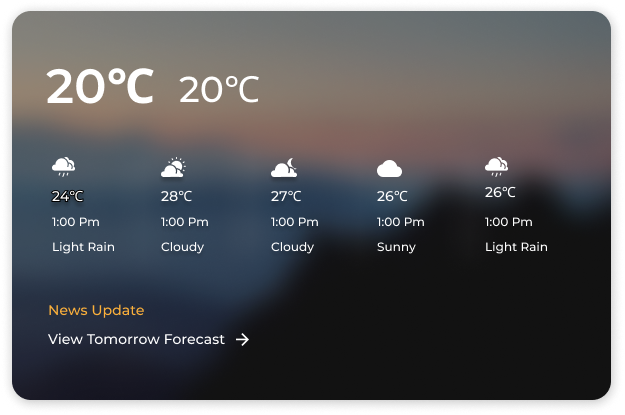 20°C 20°C
24°C 28°C 27°C 26°C 26°C
1:00 Pm 1:00 Pm 1:00 Pm 1:00 Pm 1:00 Pm
Light Rain Cloudy Cloudy Sunny Light Rain
News Update
View Tomorrow Forecast